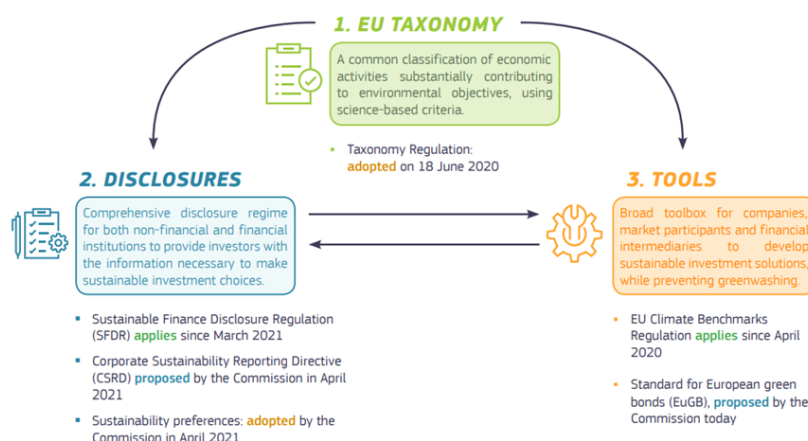 1. EU TAXONOMY
A common classification of economic
activities substantially contributing
to environmental objectives, using
science-based criteria.
▪ Taxonomy Regulation:
adopted on 18 June 2020
2. DISCLOSURES
Comprehensive disclosure regime
for both non-financial and financial
institutions to provide investors with
the information necessary to make
sustainable investment choices.
▪ Sustainable Finance Disclosure Regulation
(SFDR) applies since March 2021
▪ Corporate Sustainability Reporting Directive
(CSRD) proposed by the Commission in April
2021
▪ Sustainability preferences: adopted by the
Commission in April 2021
3. TOOLS
Broad toolbox for companies,
market participants and financial
intermediaries to develop
sustainable investment solutions,
while preventing greenwashing.
▪ EU Climate Benchmarks
Regulation applies since April
2020
▪ Standard for European green
bonds (EuGB), proposed by the
Commission today